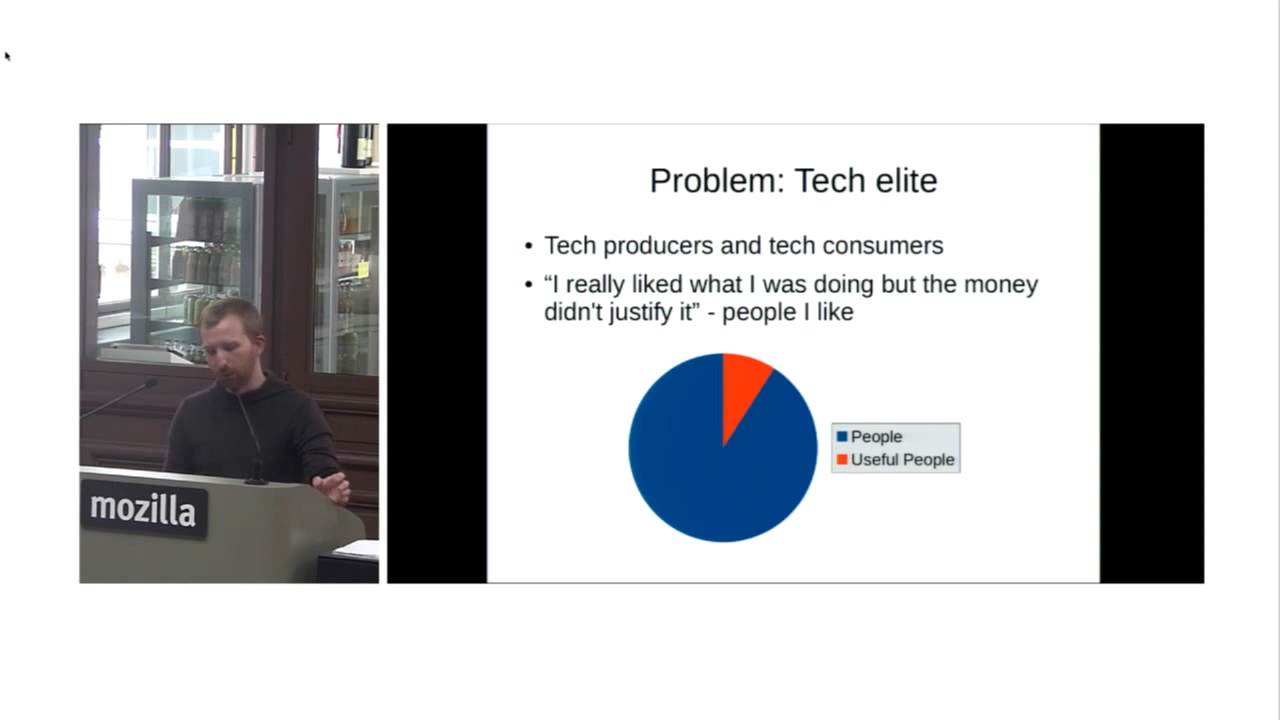 mozilla
Problem: Tech elite
• Tech producers and tech consumers
• “I really liked what I was doing but the money
didn't justify it” - people I like
People
Useful People